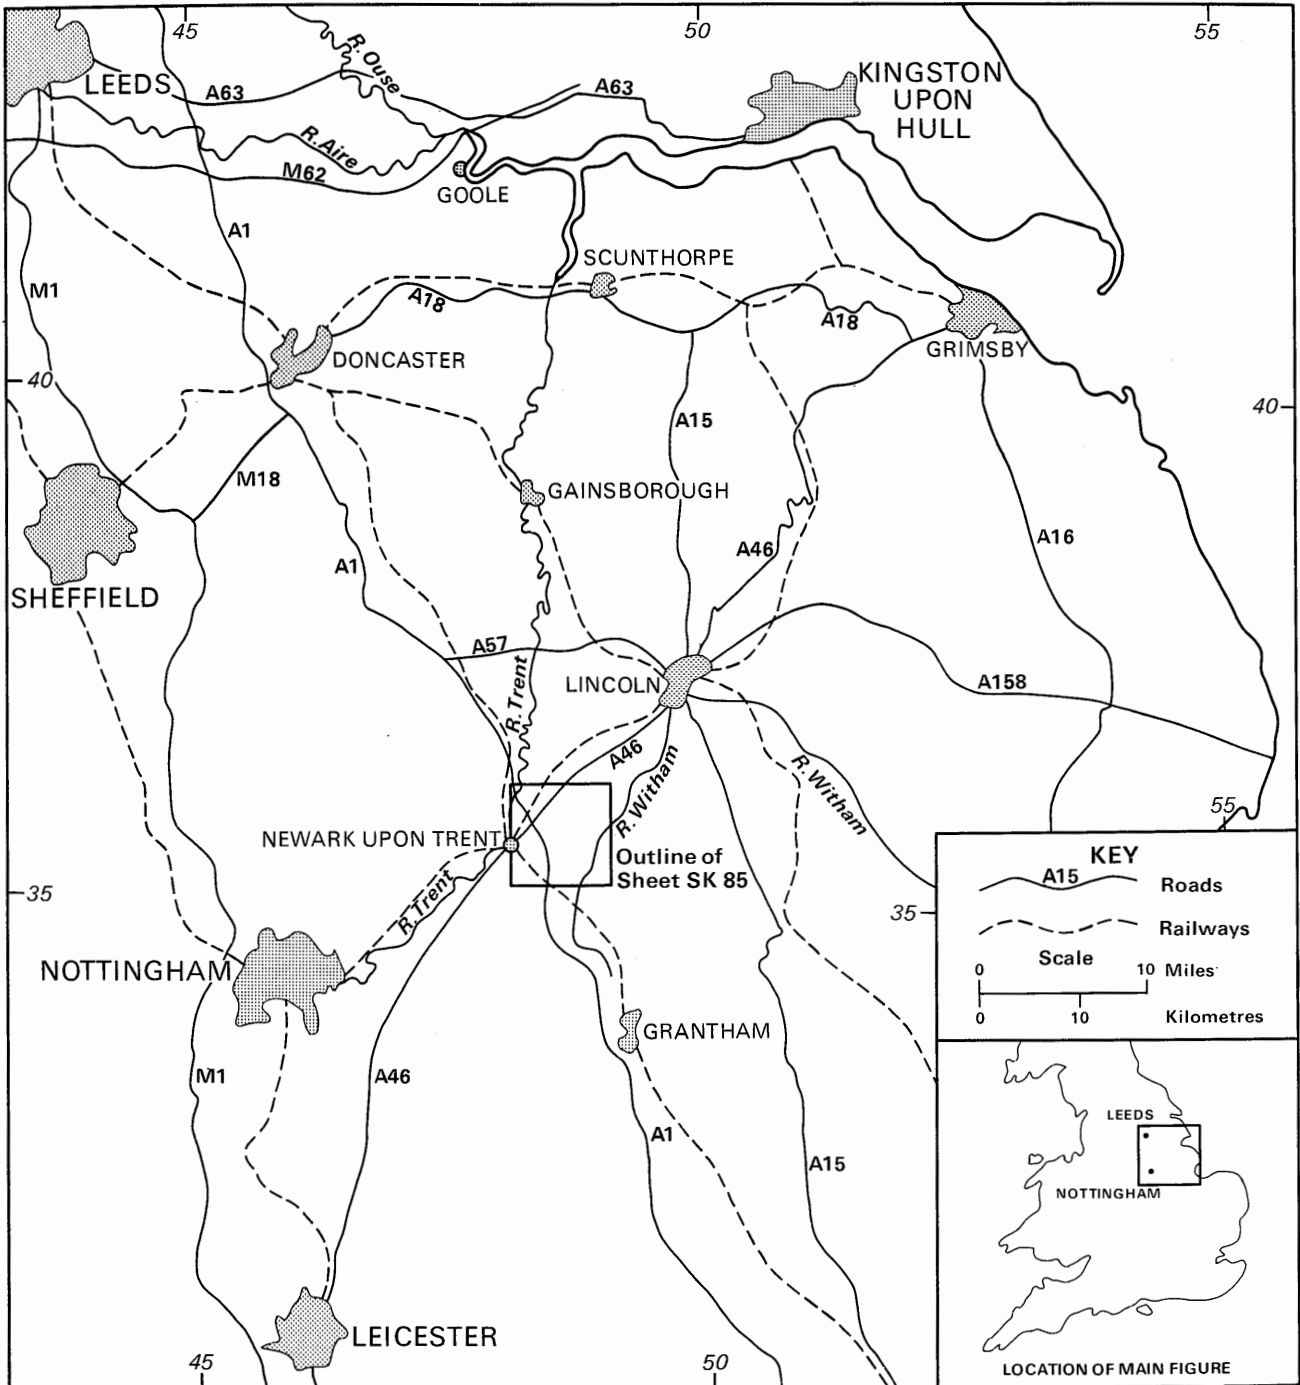 45
50
55
R. Ouse
LEEDS
A63
A63
KINGSTON
UPON
HULL
R. Aire
M62
GOOLE
A1
SCUNTHORPE
M1
A18
A18
GRIMSBY
DONCASTER
40
40
A15
M18
GAINSBOROUGH
A46
A16
A1
SHEFFIELD
A57
LINCOLN
R. Trent
A158
A46
R. Witham
R. Witham
NEWARK UPON TRENT
55
Outline of
Sheet SK 85
35
35
R. Trent
NOTTINGHAM
GRANTHAM
M1
A46
A1
A15
LEICESTER
45
50
KEY
A15
Roads
Railways
Scale
0
10
Miles
0
10
Kilometres
LEEDS
NOTTINGHAM
LOCATION OF MAIN FIGURE